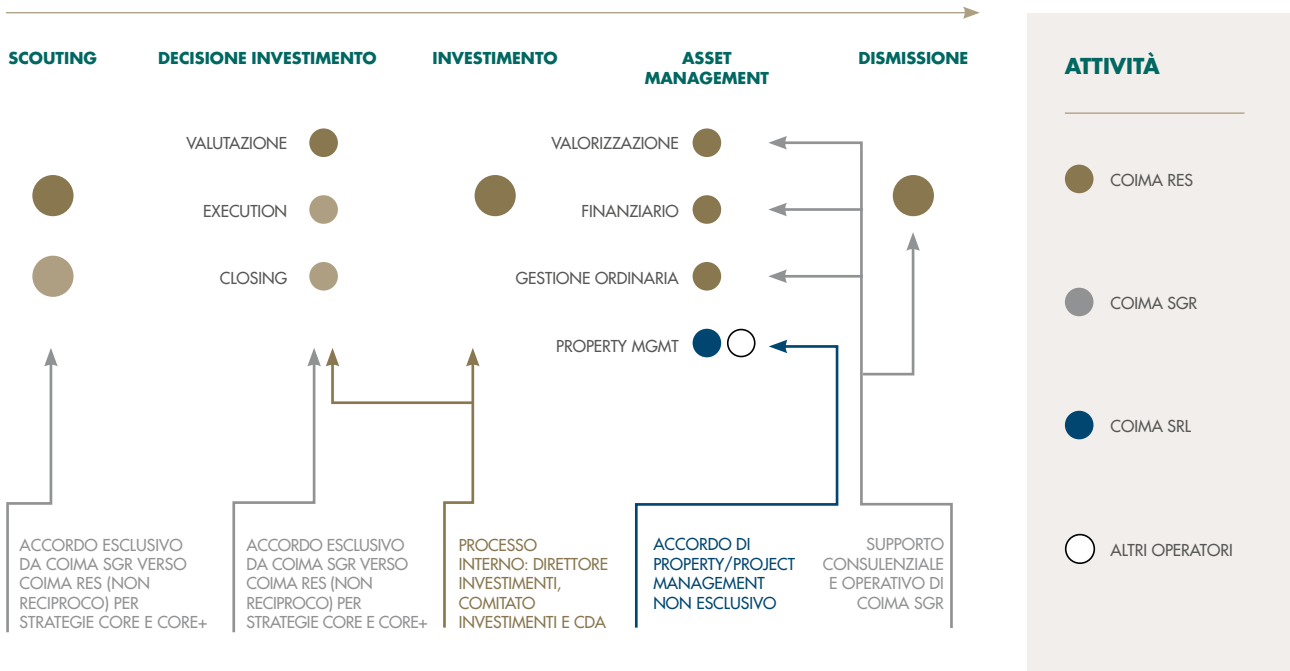 SCOUTING
DECISIONE INVESTIMENTO
INVESTIMENTO
ASSET
MANAGEMENT
DISMISSIONE
VALUTAZIONE
EXECUTION
CLOSING
VALORIZZAZIONE
FINANZIARIO
GESTIONE ORDINARIA
PROPERTY MGMT
ACCORDO ESCLUSIVO
DA COIMA SGR VERSO
COIMA RES (NON
RECIPROCO) PER
STRATEGIE CORE E CORE+
ACCORDO ESCLUSIVO
DA COIMA SGR VERSO
COIMA RES (NON
RECIPROCO) PER
STRATEGIE CORE E CORE+
PROCESSO
INTERNO: DIRETTORE
INVESTIMENTI,
COMITATO
INVESTIMENTI E CDA
ACCORDO DI
PROPERTY/PROJECT
MANAGEMENT
NON ESCLUSIVO
SUPPORTO
CONSULENZIALE
E OPERATIVO DI
COIMA SGR
ATTIVITÀ
COIMA RES
COIMA SGR
COIMA SRL
ALTRI OPERATORI